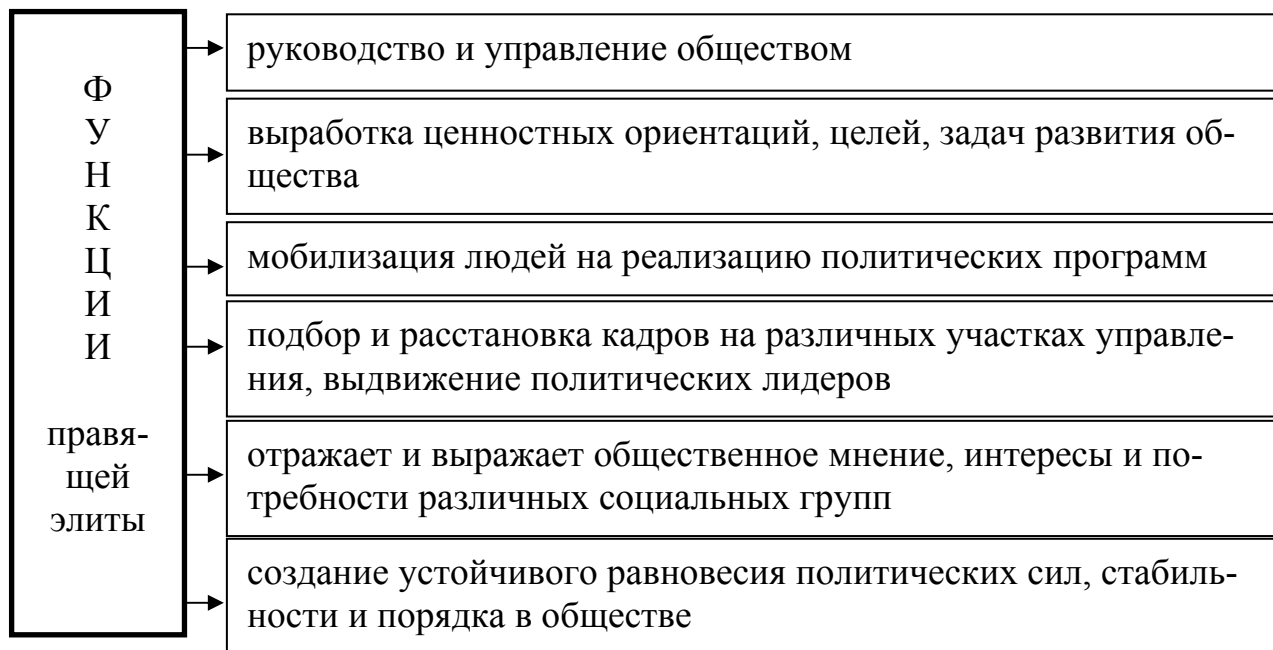 Ф
У
Н
К
Ц
И
И
правя-
щей
элиты
руководство и управление обществом
выработка ценностных ориентаций, целей, задач развития об-
щества
мобилизация людей на реализацию политических программ
подбор и расстановка кадров на различных участках управле-
ния, выдвижение политических лидеров
отражает и выражает общественное мнение, интересы и по-
требности различных социальных групп
создание устойчивого равновесия политических сил, стабиль-
ности и порядка в обществе